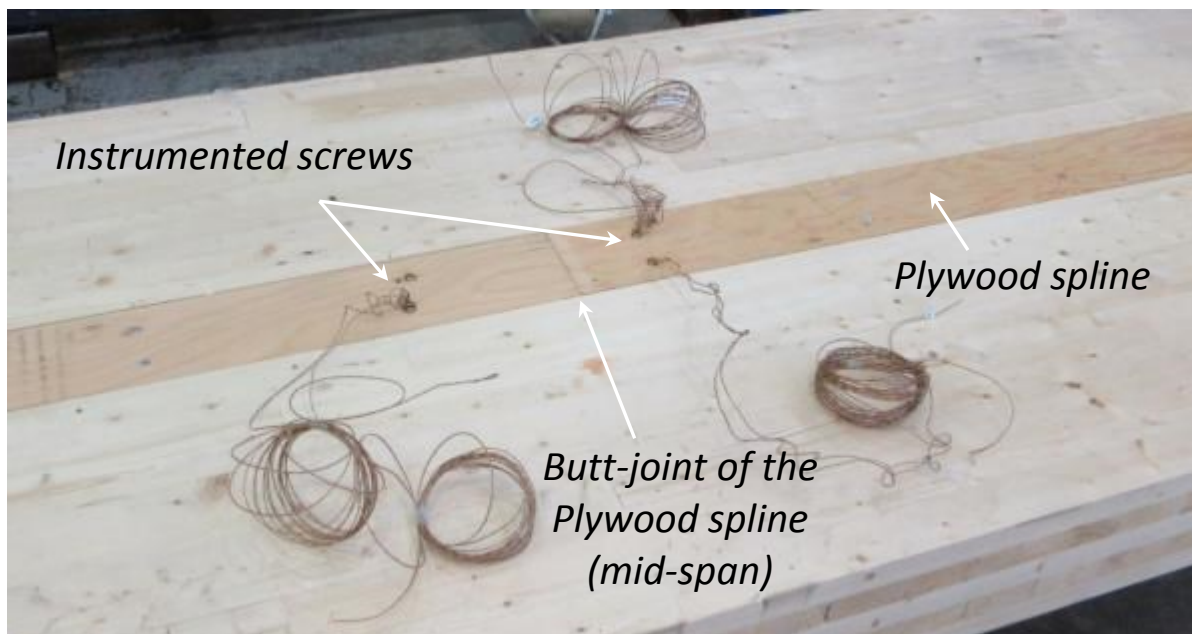 Instrumented screws
Plywood spline
Butt-joint of the
Plywood spline
(mid-span)